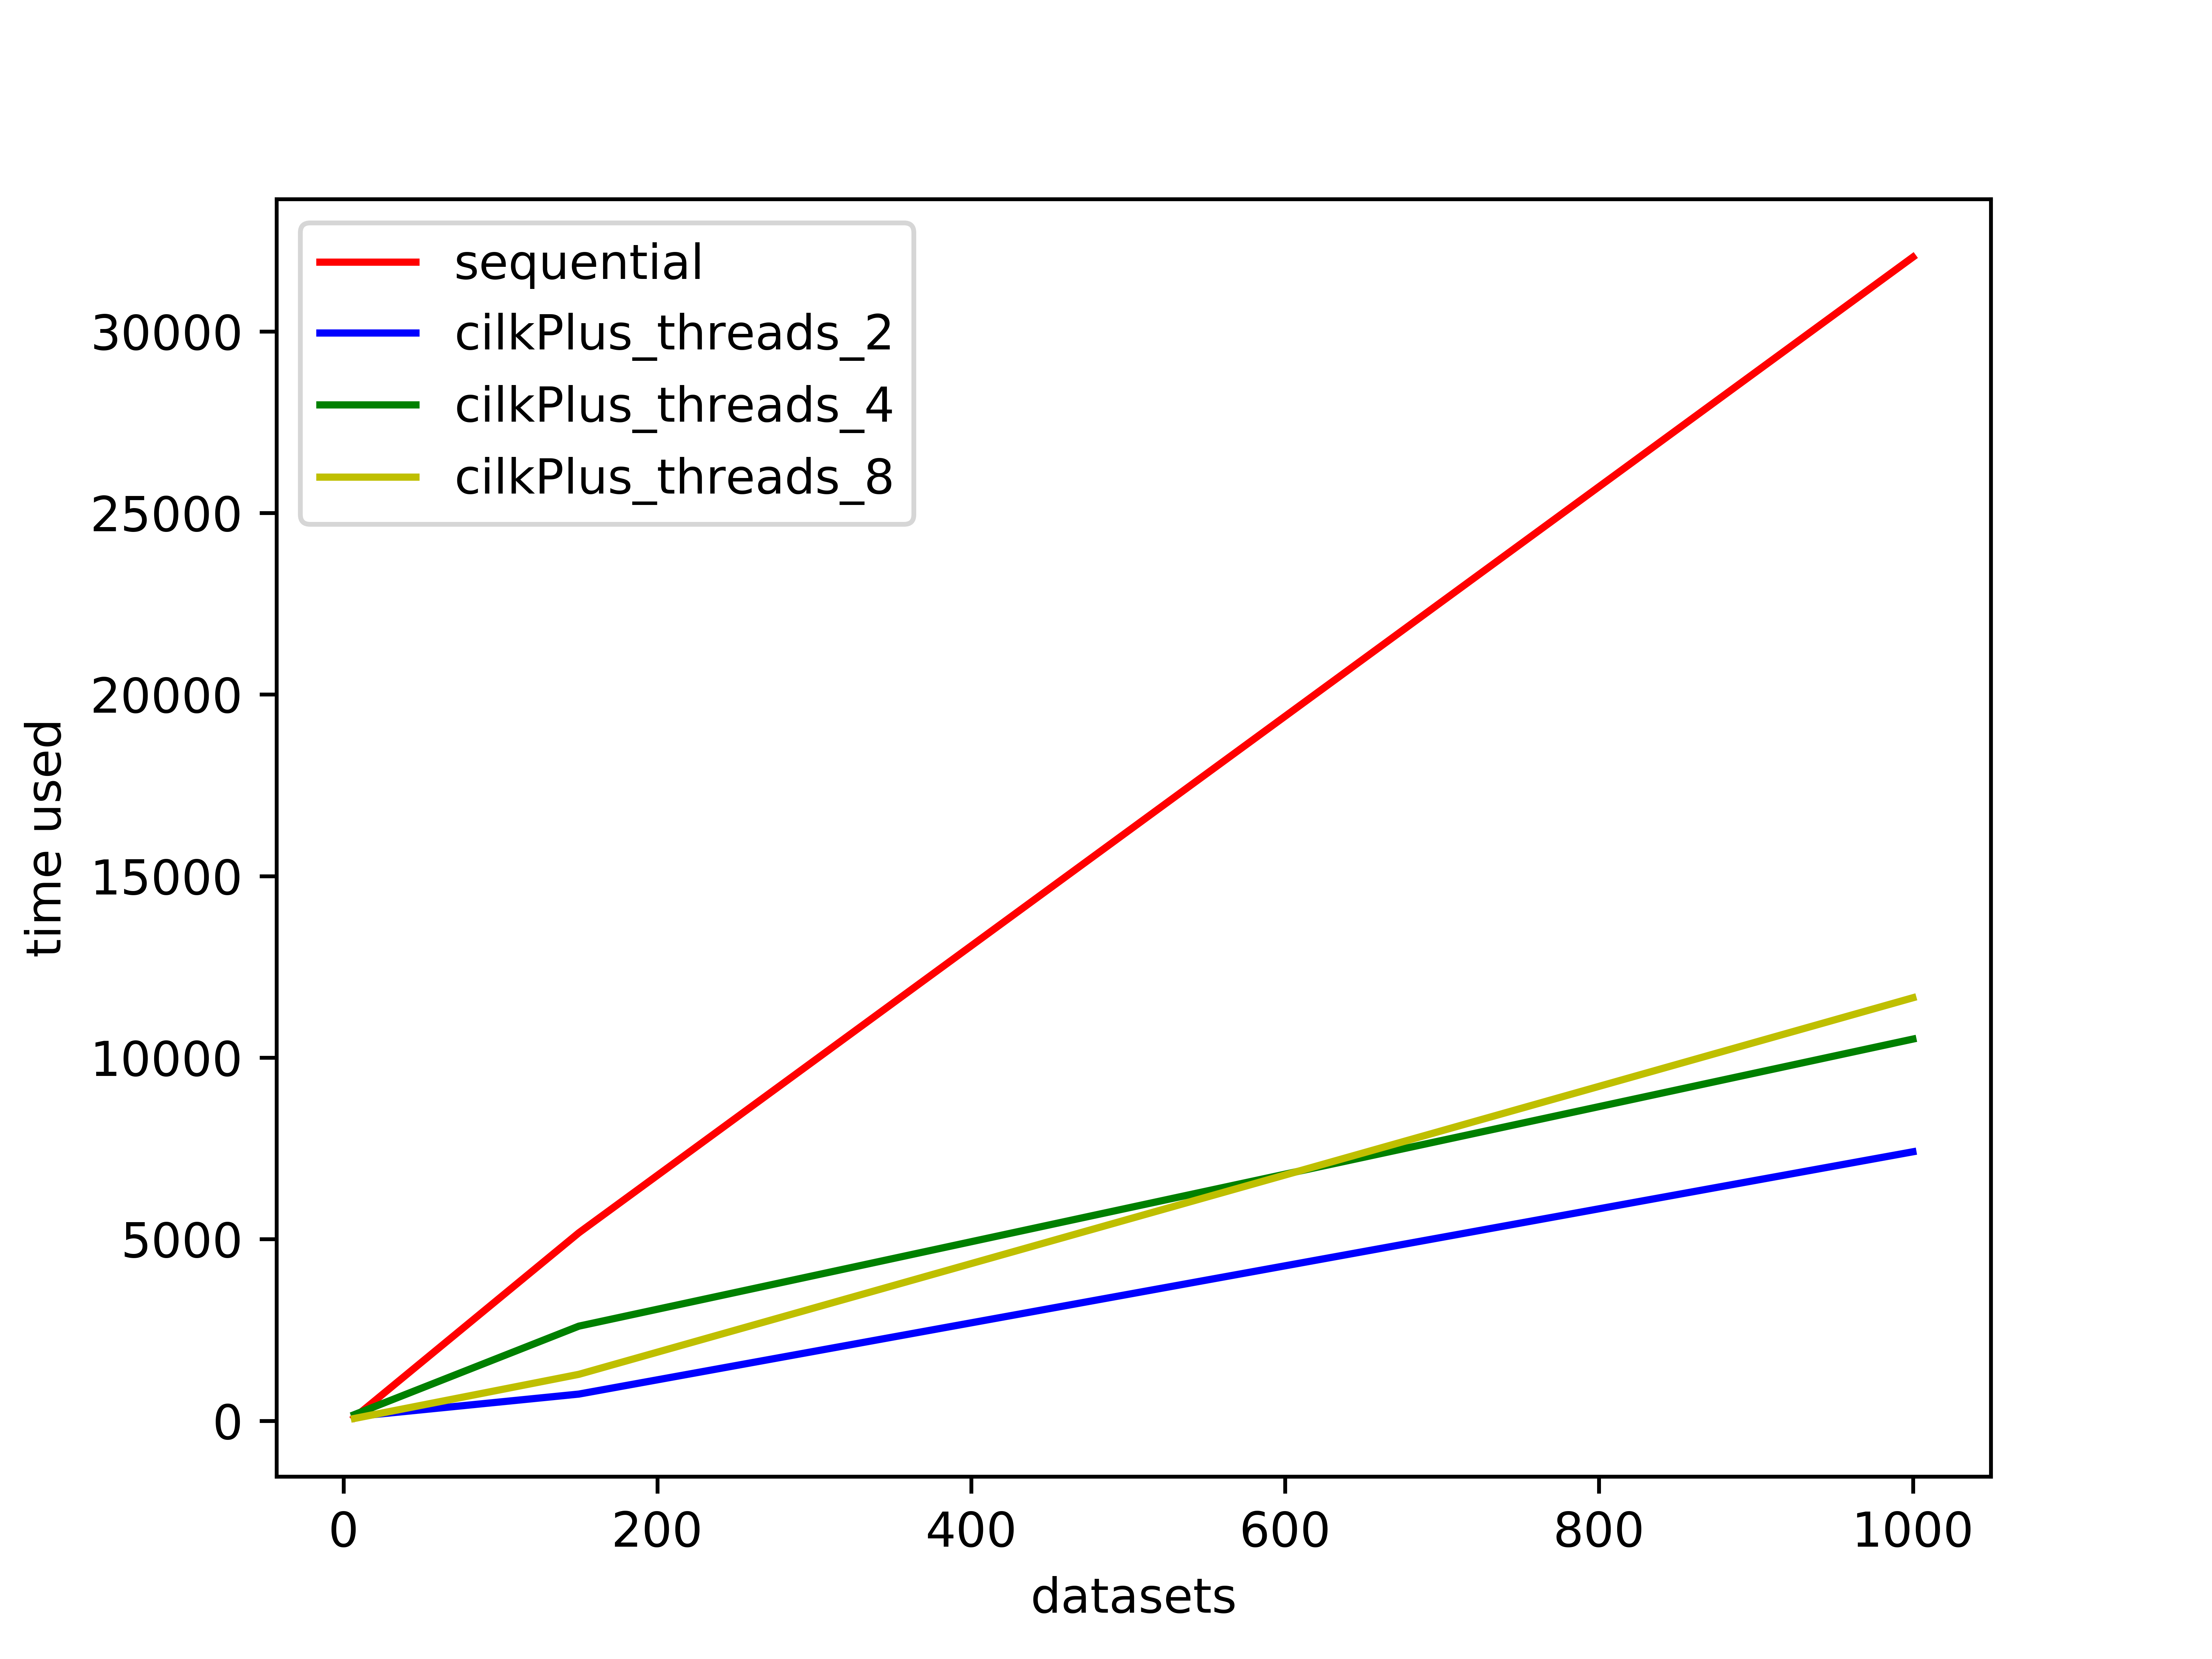 sequential
cilkPlus_threads_2
cilkPlus_threads_4
cilkPlus_threads_8
30000
25000
20000
15000
10000
5000
0
time used
0 200 400 600 800 1000
datasets